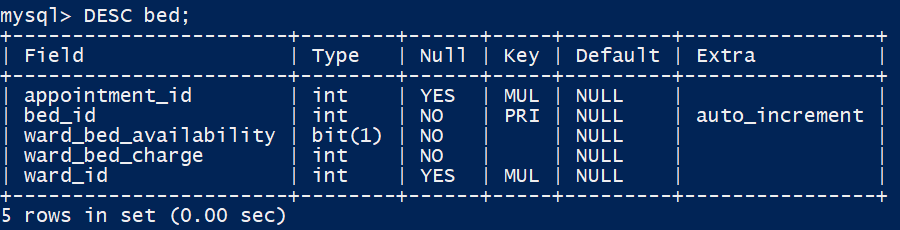 mysql> DESC bed;
+-----------------------+--------+------+-----+---------+----------------+
| Field                 | Type   | Null | Key | Default | Extra          |
+-----------------------+--------+------+-----+---------+----------------+
| appointment_id        | int    | YES  | MUL | NULL    |                |
| bed_id                | int    | NO   | PRI | NULL    | auto_increment |
| ward_bed_availability | bit(1) | NO   |     | NULL    |                |
| ward_bed_charge       | int    | NO   |     | NULL    |                |
| ward_id               | int    | YES  | MUL | NULL    |                |
+-----------------------+--------+------+-----+---------+----------------+
5 rows in set (0.00 sec)